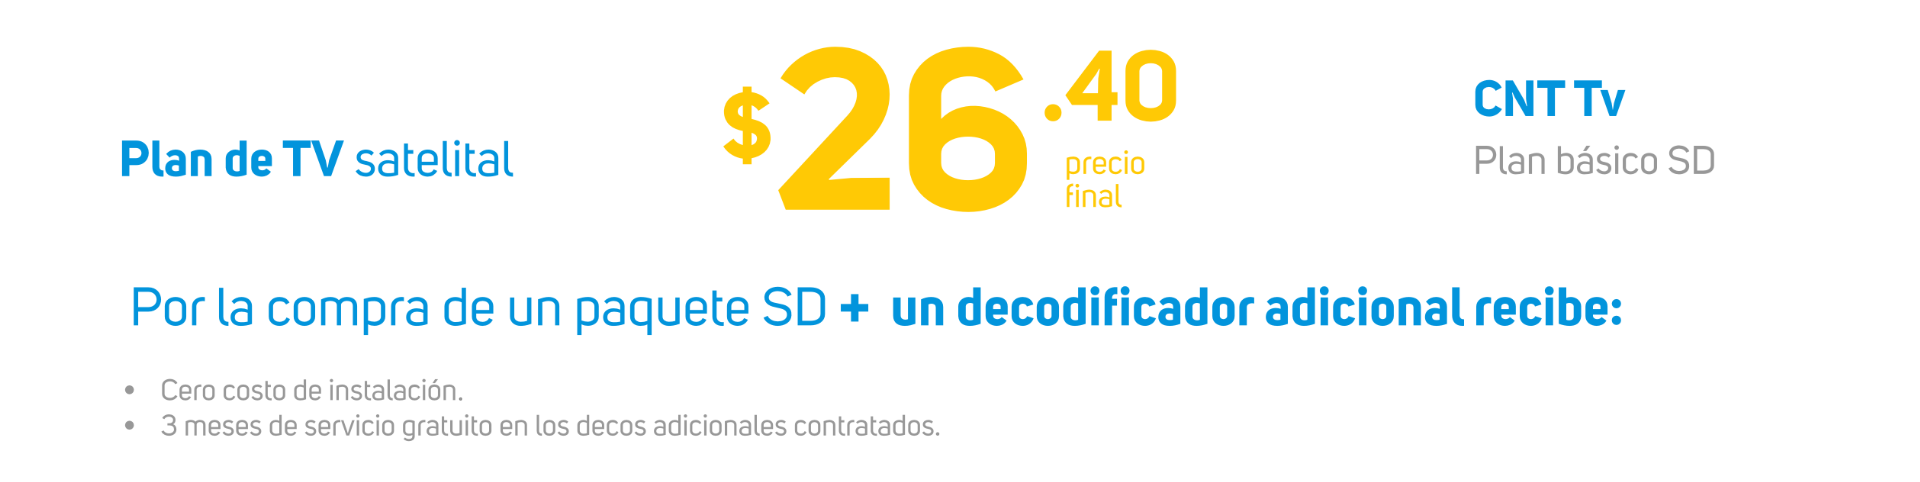 Plan de TV satelital
$26.40
precio
final
CNT Tv
Plan básico SD
Por la compra de un paquete SD + un decodificador adicional recibe:
• Cero costo de instalación.
• 3 meses de servicio gratuito en los decos adicionales contratados.